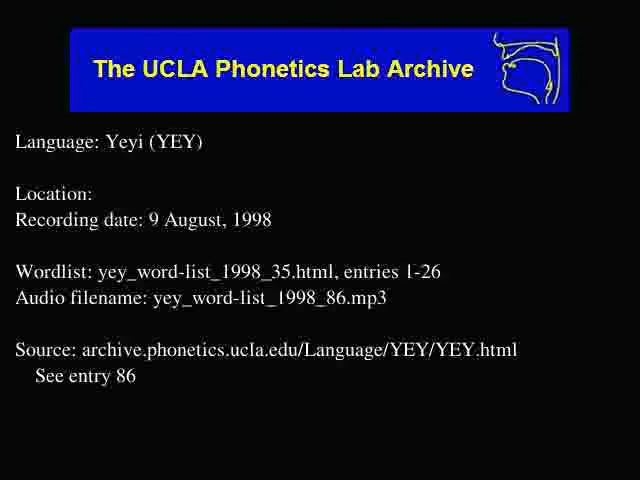 The UCLA Phonetics Lab Archive
Language: Yeyi (YEY)
Location:
Recording date: 9 August, 1998
Wordlist: yey_word-list_1998_35.html, entries 1-26
Audio filename: yey_word-list_1998_86.mp3
Source: archive.phonetics.ucla.edu/Language/YEY/YEY.html
See entry 86